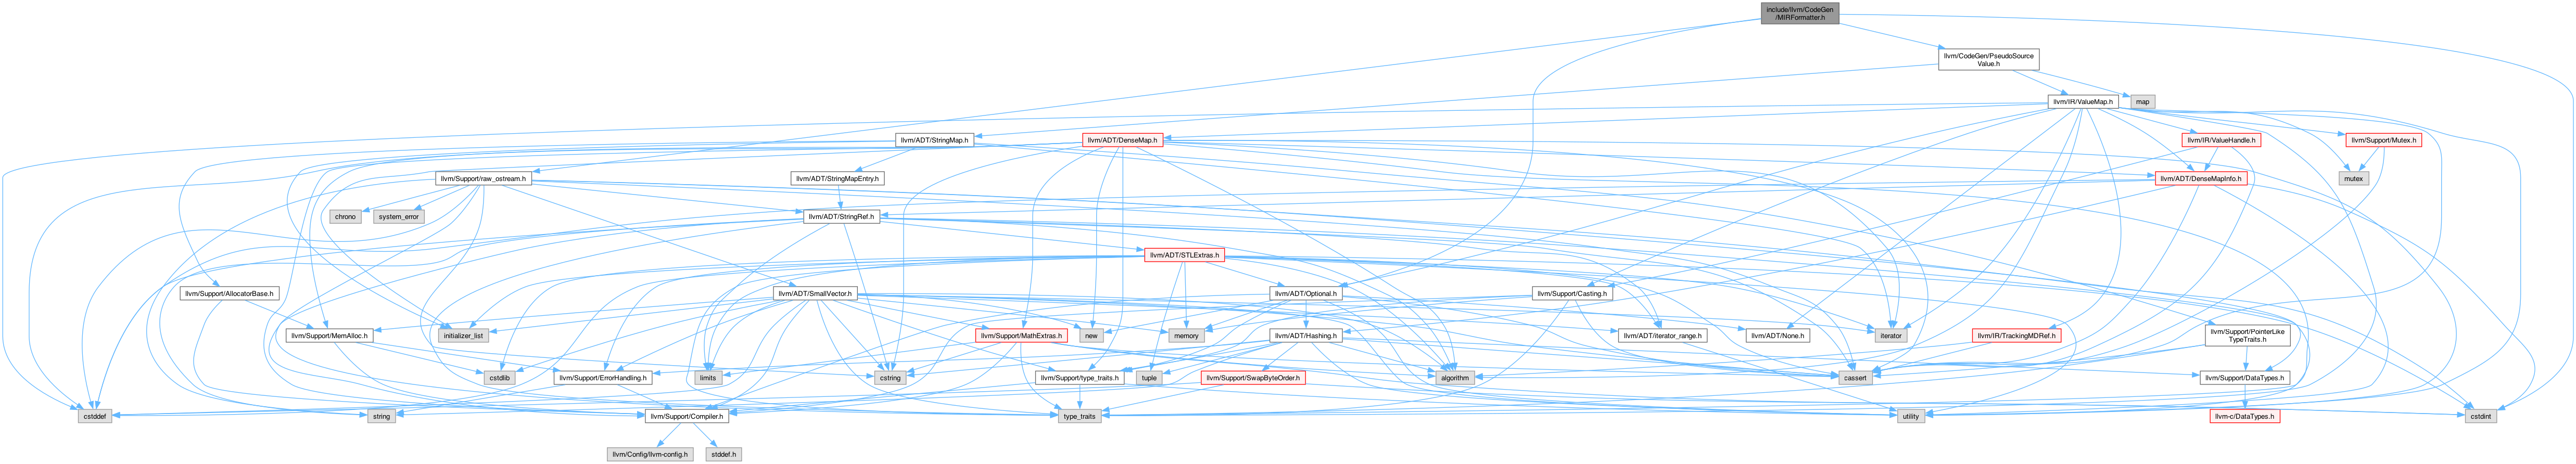 include/llvm/CodeGen
/MIRFormatter.h
llvm/CodeGen/PseudoSource
Value.h
llvm/IR/ValueMap.h
map
llvm/ADT/StringMap.h
llvm/ADT/DenseMap.h
llvm/IR/ValueHandle.h
llvm/Support/Mutex.h
llvm/Support/raw_ostream.h
llvm/ADT/StringMapEntry.h
llvm/ADT/DenseMapInfo.h
mutex
chrono
system_error
llvm/ADT/StringRef.h
llvm/ADT/STLExtras.h
llvm/Support/AllocatorBase.h
llvm/ADT/SmallVector.h
llvm/ADT/Optional.h
llvm/Support/Casting.h
llvm/Support/MemAlloc.h
initializer_list
llvm/Support/MathExtras.h
new
memory
llvm/ADT/Hashing.h
llvm/ADT/iterator_range.h
llvm/ADT/None.h
iterator
llvm/IR/TrackingMDRef.h
llvm/Support/PointerLike
TypeTraits.h
cstdlib
llvm/Support/ErrorHandling.h
limits
cstring
llvm/Support/type_traits.h
tuple
llvm/Support/SwapByteOrder.h
algorithm
cassert
llvm/Support/DataTypes.h
cstddef
string
llvm/Support/Compiler.h
type_traits
utility
llvm-c/DataTypes.h
cstdint
llvm/Config/llvm-config.h
stddef.h